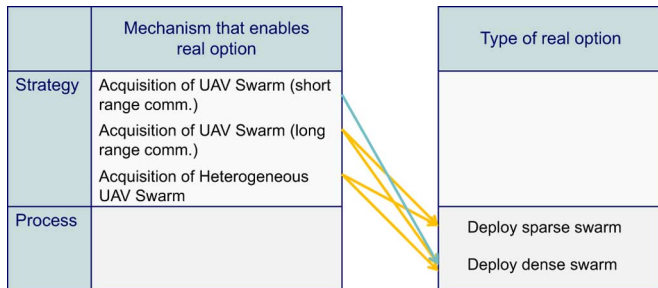 Mechanism that enables
real option
Type of real option
Strategy
Acquisition of UAV Swarm (short
range comm.)
Acquisition of UAV Swarm (long
range comm.)
Acquisition of Heterogeneous
UAV Swarm
Process
Deploy sparse swarm
Deploy dense swarm